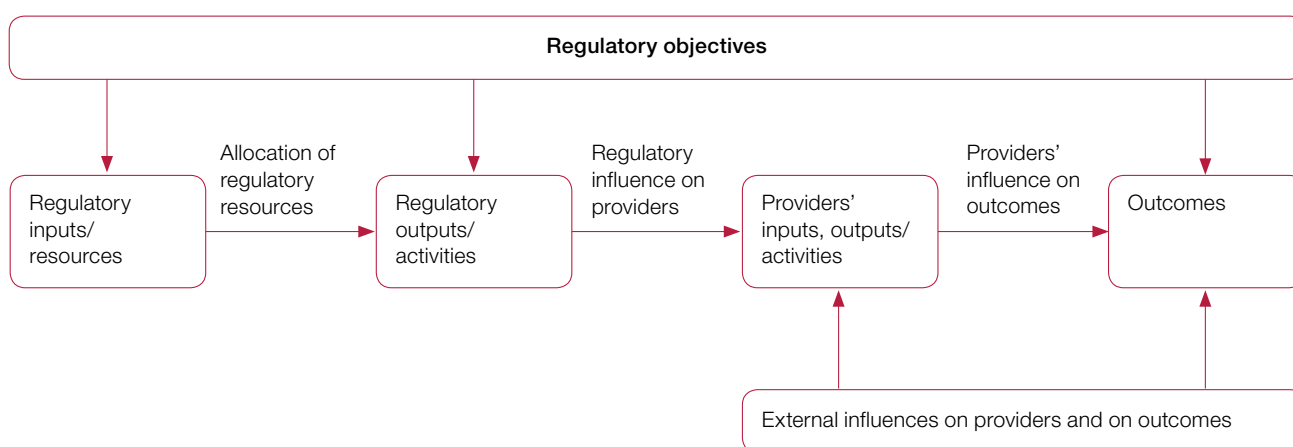 Regulatory objectives
Allocation of
regulatory
resources
Regulatory
influence on
providers
Providers'
influence on
outcomes
Regulatory
inputs/
resources
Regulatory
outputs/
activities
Providers'
inputs, outputs/
activities
Outcomes
External influences on providers and on outcomes